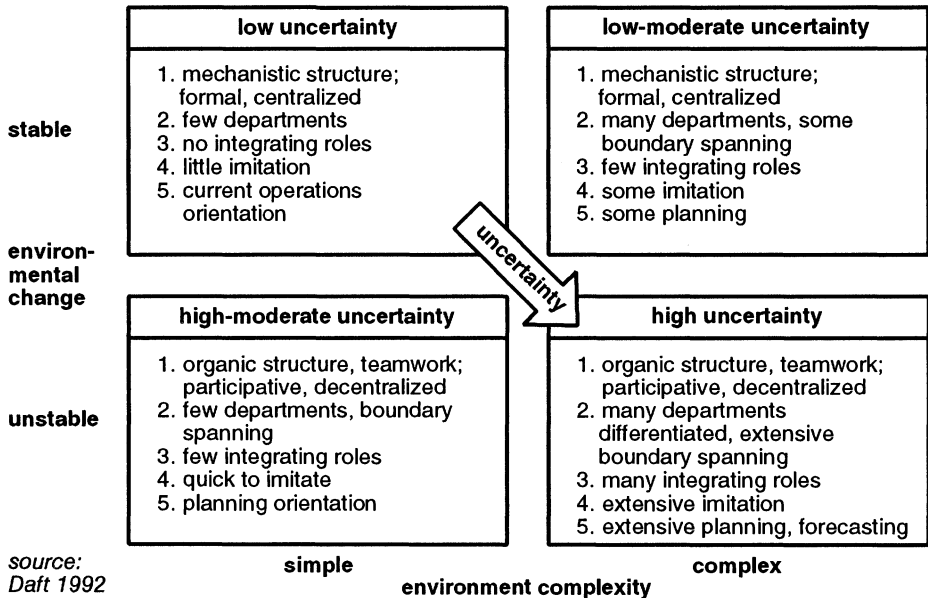 low uncertainty
1. mechanistic structure;
formal, centralized
2. few departments
3. no integrating roles
4. little imitation
5. current operations
orientation
low-moderate uncertainty
1. mechanistic structure;
formal, centralized
2. many departments, some
boundary spanning
3. few integrating roles
4. some imitation
5. some planning
stable
environ-
mental
change
uncertainty
high-moderate uncertainty
1. organic structure, teamwork;
participative, decentralized
2. few departments, boundary
spanning
3. few integrating roles
4. quick to imitate
5. planning orientation
high uncertainty
1. organic structure, teamwork;
participative, decentralized
2. many departments
differentiated, extensive
boundary spanning
3. many integrating roles
4. extensive imitation
5. extensive planning, forecasting
unstable
source:
Daft 1992
simple
complex
environment complexity